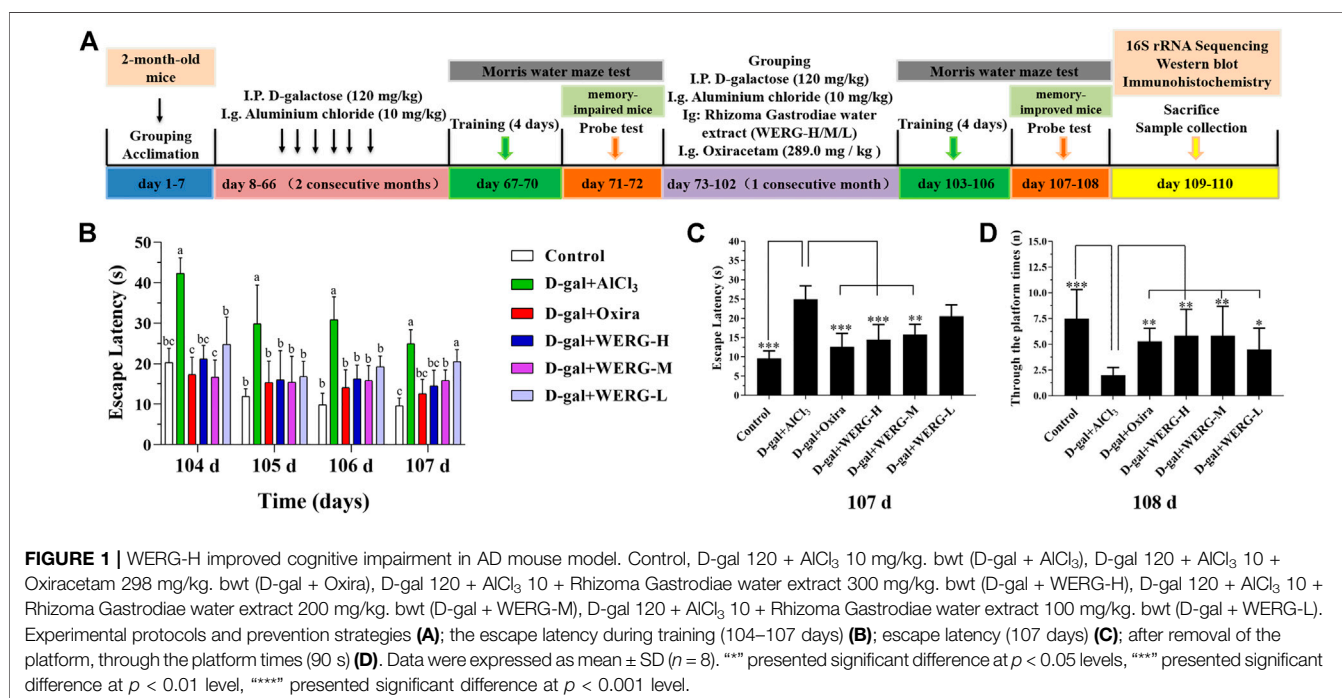 A
2-month-old
mice
Grouping
Acclimation
I.P. D-galactose (120 mg/kg)
I.g. Aluminium chloride (10 mg/kg)
Morris water maze test
Training (4 days)
memory-
impaired mice
Probe test
Grouping
I.P. D-galactose (120 mg/kg)
I.g. Aluminium chloride (10 mg/kg)
Ig: Rhizoma Gastrodiae water
extract (WERG-H/M/L)
I.g. Oxiracetam (289.0 mg / kg )
Morris water maze test
Training (4 days)
memory-
improved mice
Probe test
16S rRNA Sequencing
Western blot
Immunohistochemistry
Sacrifice
Sample collection
day 1-7
day 8-66 （2 consecutive months）
day 67-70
day 71-72
day 73-102（1 consecutive month）
day 103-106
day 107-108
day 109-110
B
Escape Latency (s)
50
40
30
20
10
0
bc a c bc c b
b a b b b b
b a b b b b
c a bc bc b a
104 d 105 d 106 d 107 d
Time (days)
Control
D-gal+AlCl₃
D-gal+Oxira
D-gal+WERG-H
D-gal+WERG-M
D-gal+WERG-L
C
Escape Latency (s)
40
35
30
25
20
15
10
5
0
*** *** *** **
Control
D-gal+AlCl₃
D-gal+Oxira
D-gal+WERG-H
D-gal+WERG-M
D-gal+WERG-L
107 d
D
Through the platform times (n)
15.0
12.5
10.0
7.5
5.0
2.5
0.0
*** ** ** ** *
Control
D-gal+AlCl₃
D-gal+Oxira
D-gal+WERG-H
D-gal+WERG-M
D-gal+WERG-L
108 d
FIGURE 1 | WERG-H improved cognitive impairment in AD mouse model. Control, D-gal 120 + AlCl₃ 10 mg/kg. bwt (D-gal + AlCl₃), D-gal 120 + AlCl₃ 10 +
Oxiracetam 298 mg/kg. bwt (D-gal + Oxira), D-gal 120 + AlCl₃ 10 + Rhizoma Gastrodiae water extract 300 mg/kg. bwt (D-gal + WERG-H), D-gal 120 + AlCl₃ 10 +
Rhizoma Gastrodiae water extract 200 mg/kg. bwt (D-gal + WERG-M), D-gal 120 + AlCl₃ 10 + Rhizoma Gastrodiae water extract 100 mg/kg. bwt (D-gal + WERG-L).
Experimental protocols and prevention strategies (A); the escape latency during training (104–107 days) (B); escape latency (107 days) (C); after removal of the
platform, through the platform times (90 s) (D). Data were expressed as mean ± SD (n = 8). “*” presented significant difference at p < 0.05 levels, “**” presented significant
difference at p < 0.01 level, “***” presented significant difference at p < 0.001 level.